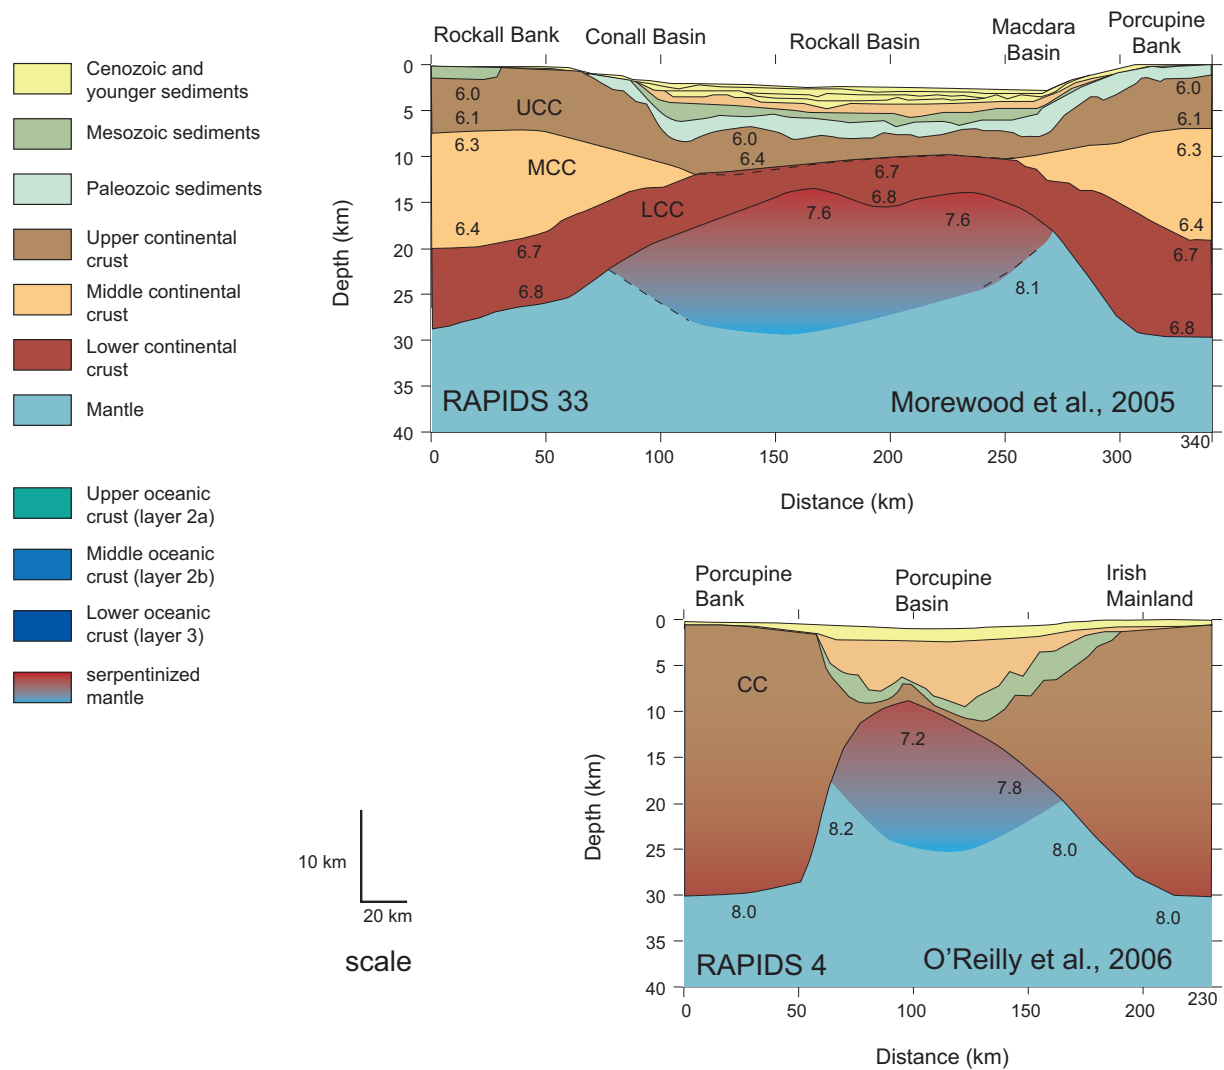 Cenozoic and
younger sediments
Mesozoic sediments
Paleozoic sediments
Upper continental
crust
Middle continental
crust
Lower continental
crust
Mantle
Upper oceanic
crust (layer 2a)
Middle oceanic
crust (layer 2b)
Lower oceanic
crust (layer 3)
serpentinized
mantle
10 km
20 km
scale
Rockall Bank
Conall Basin
Rockall Basin
Macdara
Basin
Porcupine
Bank
Depth (km)
0
5
10
15
20
25
30
35
40
6.0
UCC
6.1
6.3
MCC
6.4
LCC
6.7
6.8
6.0
6.4
6.7
6.8
7.6
7.6
8.1
6.0
6.1
6.3
6.4
6.7
6.8
RAPIDS 33
Morewood et al., 2005
0
50
100
150
200
250
300
340
Distance (km)
Porcupine
Bank
Porcupine
Basin
Irish
Mainland
Depth (km)
0
5
10
15
20
25
30
35
40
CC
7.2
7.8
8.2
8.0
8.0
8.0
RAPIDS 4
O'Reilly et al., 2006
0
50
100
150
200
230
Distance (km)